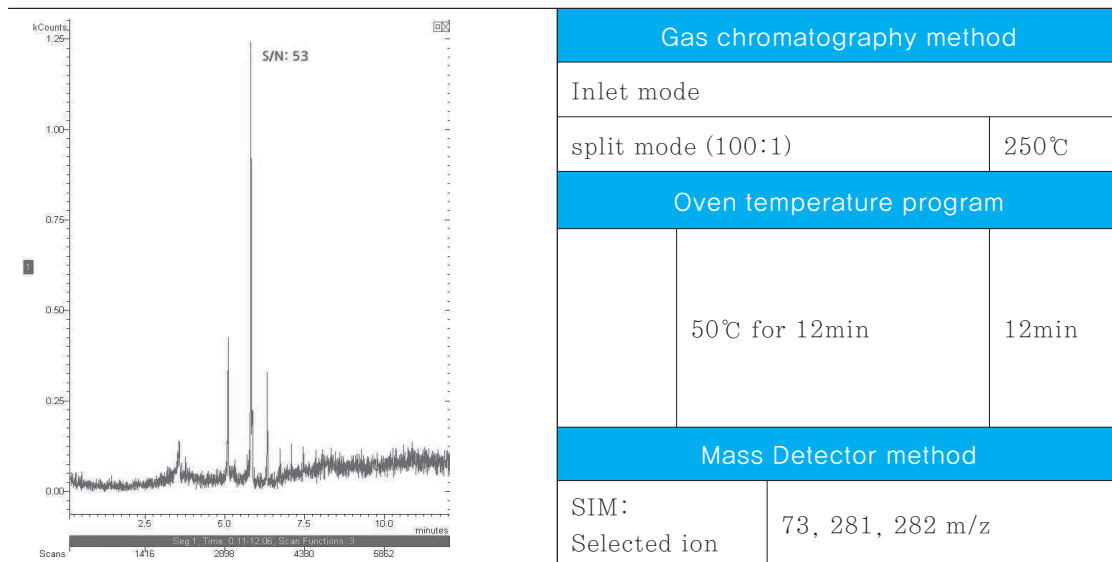 kCounts
1.25
S/N: 53
1.00
0.75
1
0.50
0.25
0.00
2.5 5.0 7.5 10.0
minutes
Seg 1, Time: 0.11-12.06, Scan Functions: 3
Scans 1416 2898 4380 5862
Gas chromatography method
Inlet mode
split mode (100:1) 250℃
Oven temperature program
50℃ for 12min 12min
Mass Detector method
SIM:
Selected ion
73, 281, 282 m/z